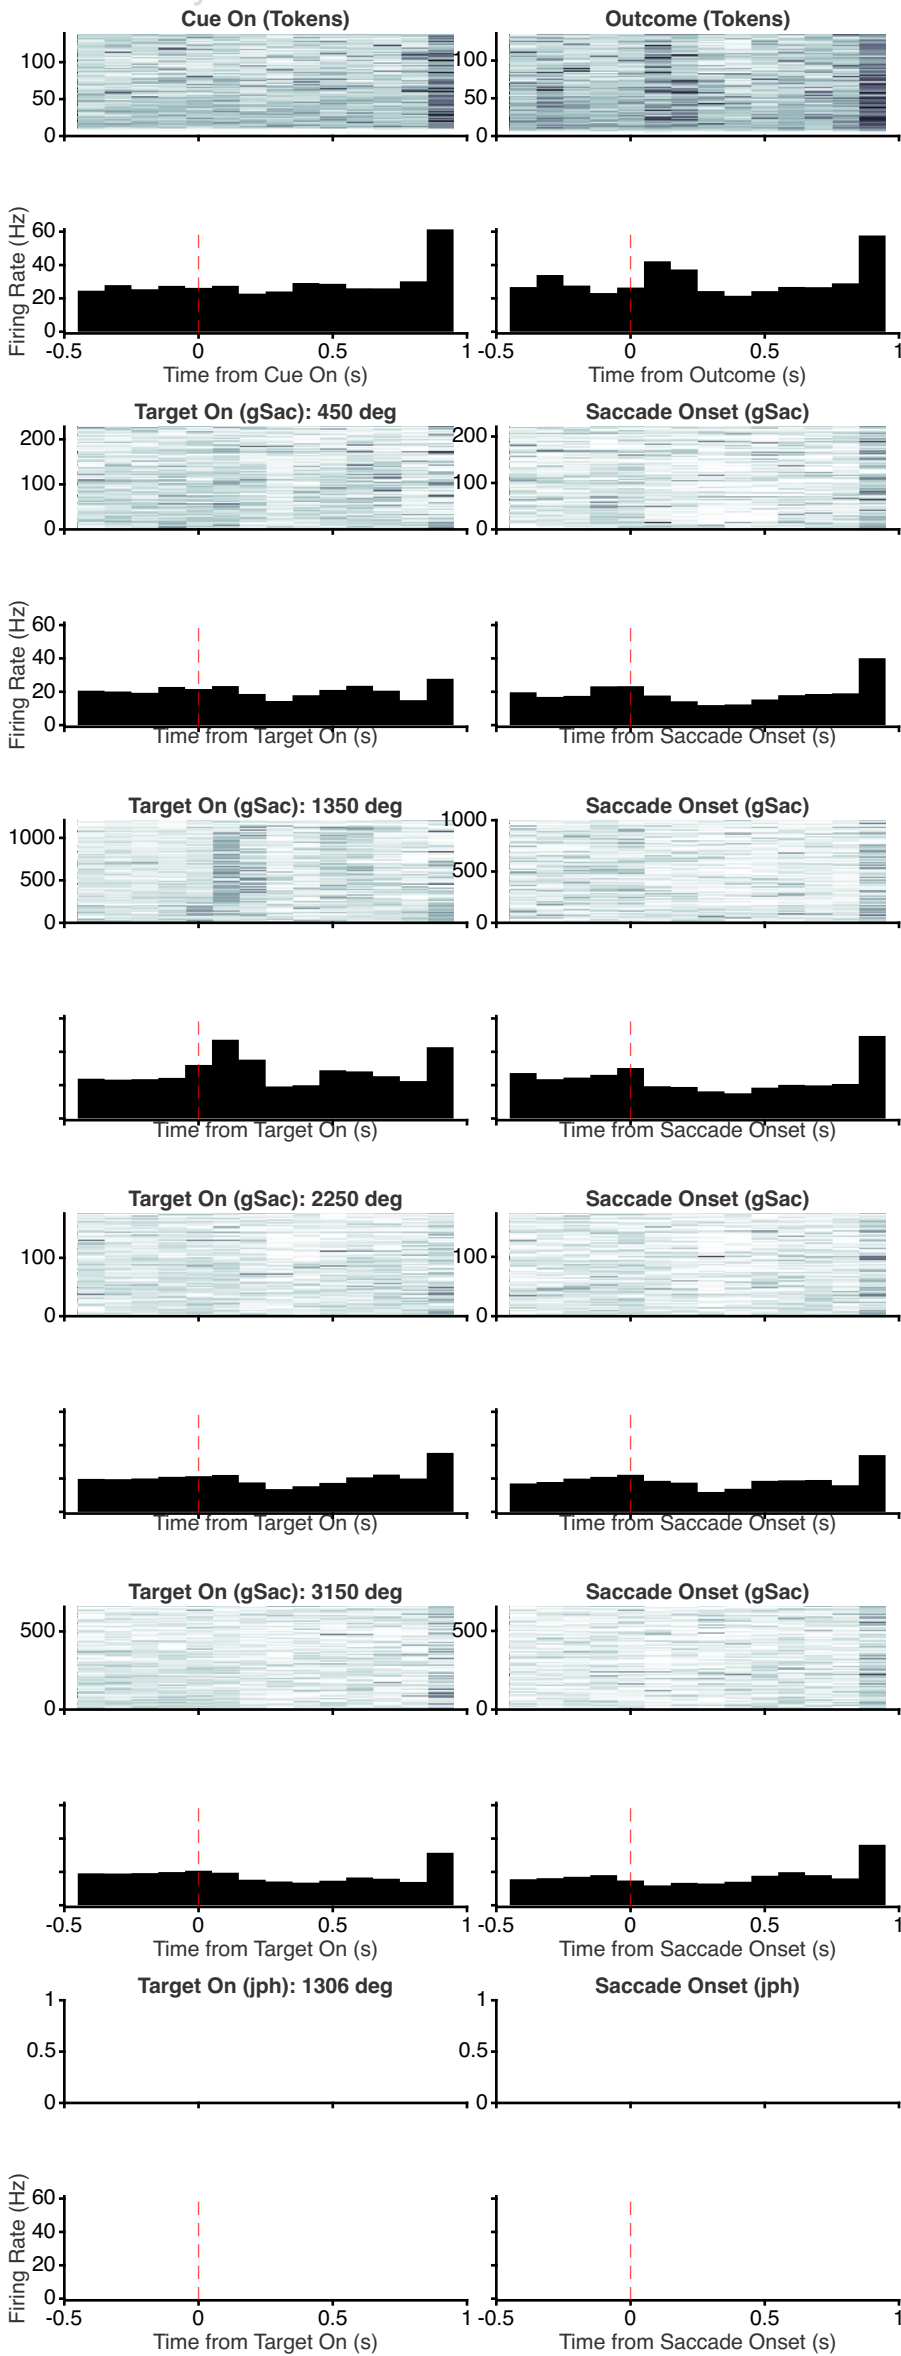 Cue On (Tokens)
Outcome (Tokens)
100
50
0
100
50
0
Firing Rate (Hz)
60
40
20
0
-0.5 0 0.5 1
-0.5 0 0.5 1
Time from Cue On (s)
Time from Outcome (s)
Target On (gSac): 450 deg
Saccade Onset (gSac)
200
100
0
200
100
0
Firing Rate (Hz)
60
40
20
0
Time from Target On (s)
Time from Saccade Onset (s)
Target On (gSac): 1350 deg
Saccade Onset (gSac)
1000
500
0
1000
500
0
Time from Target On (s)
Time from Saccade Onset (s)
Target On (gSac): 2250 deg
Saccade Onset (gSac)
100
0
100
0
Time from Target On (s)
Time from Saccade Onset (s)
Target On (gSac): 3150 deg
Saccade Onset (gSac)
500
0
500
0
-0.5 0 0.5 1
-0.5 0 0.5 1
Time from Target On (s)
Time from Saccade Onset (s)
Target On (jph): 1306 deg
Saccade Onset (jph)
1
0.5
0
1
0.5
0
Firing Rate (Hz)
60
40
20
0
-0.5 0 0.5 1
-0.5 0 0.5 1
Time from Target On (s)
Time from Saccade Onset (s)